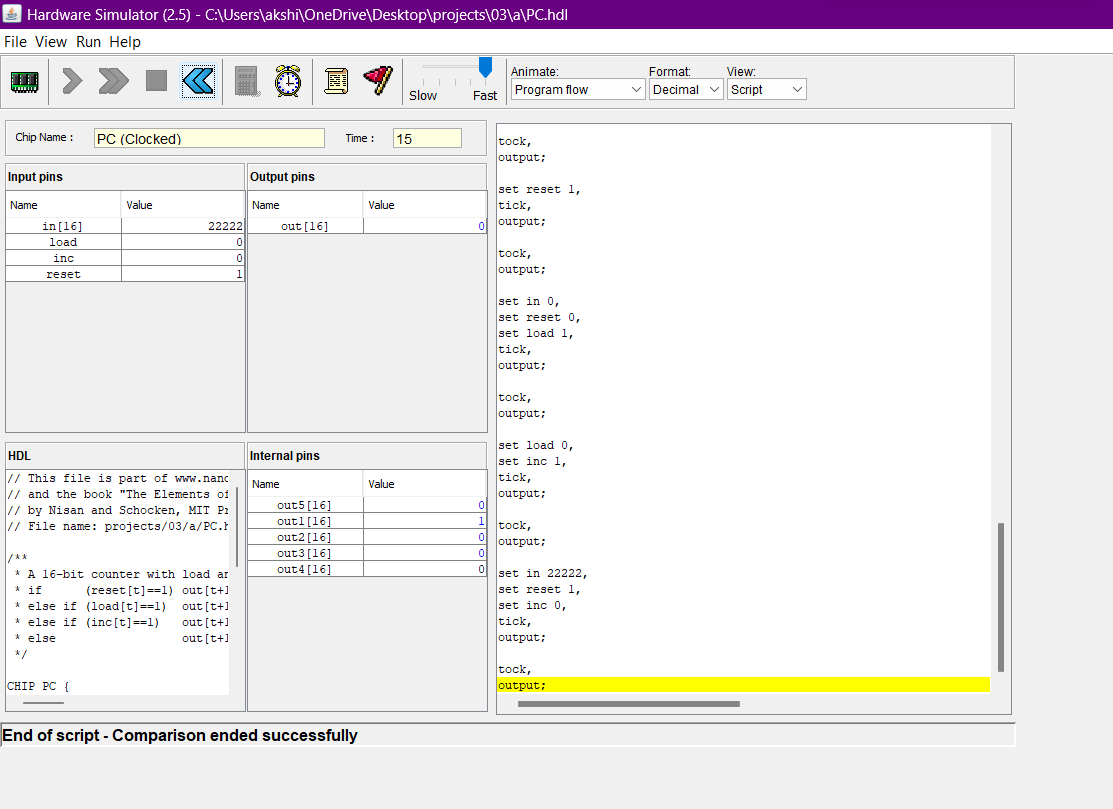 Hardware Simulator (2.5) - C:\Users\akshi\OneDrive\Desktop\projects\03\a\PC.hdl
File View Run Help
Slow Fast
Animate: Format: View:
Program flow Decimal Script
Chip Name : PC (Clocked) Time : 15
Input pins
Name Value
in[16] 22222
load 0
inc 0
reset 1
Output pins
Name Value
out[16] 0
HDL
// This file is part of www.nand
// and the book "The Elements of
// by Nisan and Schocken, MIT Pr
// File name: projects/03/a/PC.h
/**
* A 16-bit counter with load an
* if (reset[t]==1) out[t+1
* else if (load[t]==1) out[t+1
* else if (inc[t]==1) out[t+1
* else out[t+1
*/
CHIP PC {
Internal pins
Name Value
out5[16] 0
out1[16] 1
out2[16] 0
out3[16] 0
out4[16] 0
tock,
output;
set reset 1,
tick,
output;
tock,
output;
set in 0,
set reset 0,
set load 1,
tick,
output;
tock,
output;
set load 0,
set inc 1,
tick,
output;
tock,
output;
set in 22222,
set reset 1,
set inc 0,
tick,
output;
tock,
output;
End of script - Comparison ended successfully